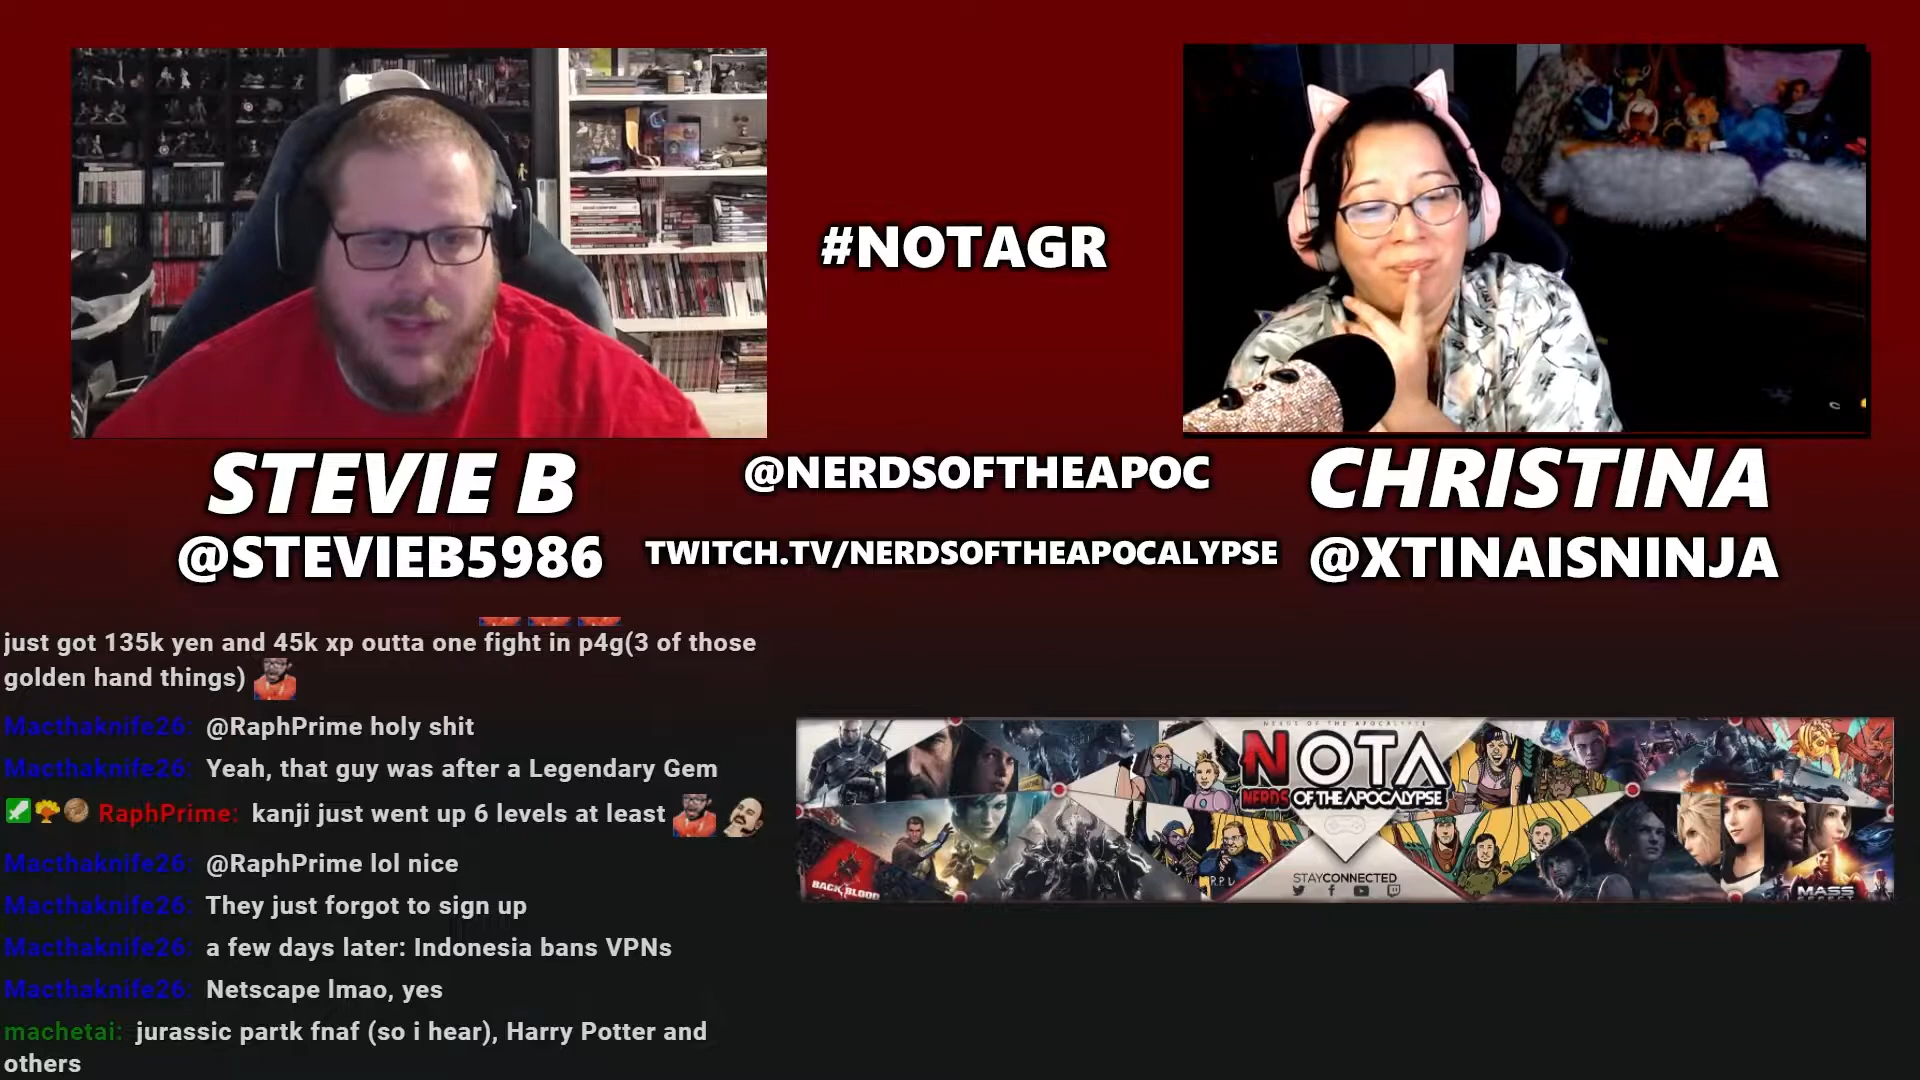 #NOTAGR
STEVIE B
@STEVIEB5986
@NERDSOFTHEAPOC
TWITCH.TV/NERDSOFTHEAPOCALYPSE
CHRISTINA
@XTINAISNINJA
just got 135k yen and 45k xp outta one fight in p4g(3 of those
golden hand things)
Macthaknife26: @RaphPrime holy shit
Macthaknife26: Yeah, that guy was after a Legendary Gem
RaphPrime: kanji just went up 6 levels at least
Macthaknife26: @RaphPrime lol nice
Macthaknife26: They just forgot to sign up
Macthaknife26: a few days later: Indonesia bans VPNs
Macthaknife26: Netscape lmao, yes
machetai: jurassic partk fnaf (so i hear), Harry Potter and
others
NERDS OF THE APOCALYPSE
NOTA
NERDS OF THE APOCALYPSE
STAYCONNECTED
BACK BLOOD
MASS